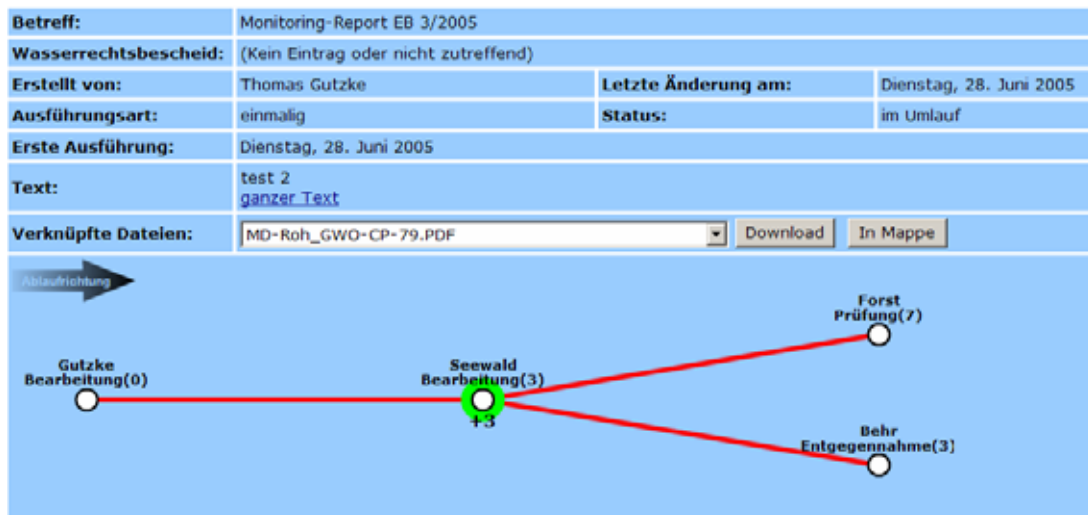 Betreff: Monitoring-Report EB 3/2005
Wasserrechtsbescheid: (Kein Eintrag oder nicht zutreffend)
Erstellt von: Thomas Gutzke Letzte Änderung am: Dienstag, 28. Juni 2005
Ausführungsart: einmalig Status: im Umlauf
Erste Ausführung: Dienstag, 28. Juni 2005
Text: test 2
ganzer Text
Verknüpfte Dateien: MD-Roh_GWO-CP-79.PDF Download In Mappe
Ablaufrichtung
Forst
Prüfung(7)
Gutzke
Bearbeitung(0)
Seewald
Bearbeitung(3)
+3
Behr
Entgegennahme(3)